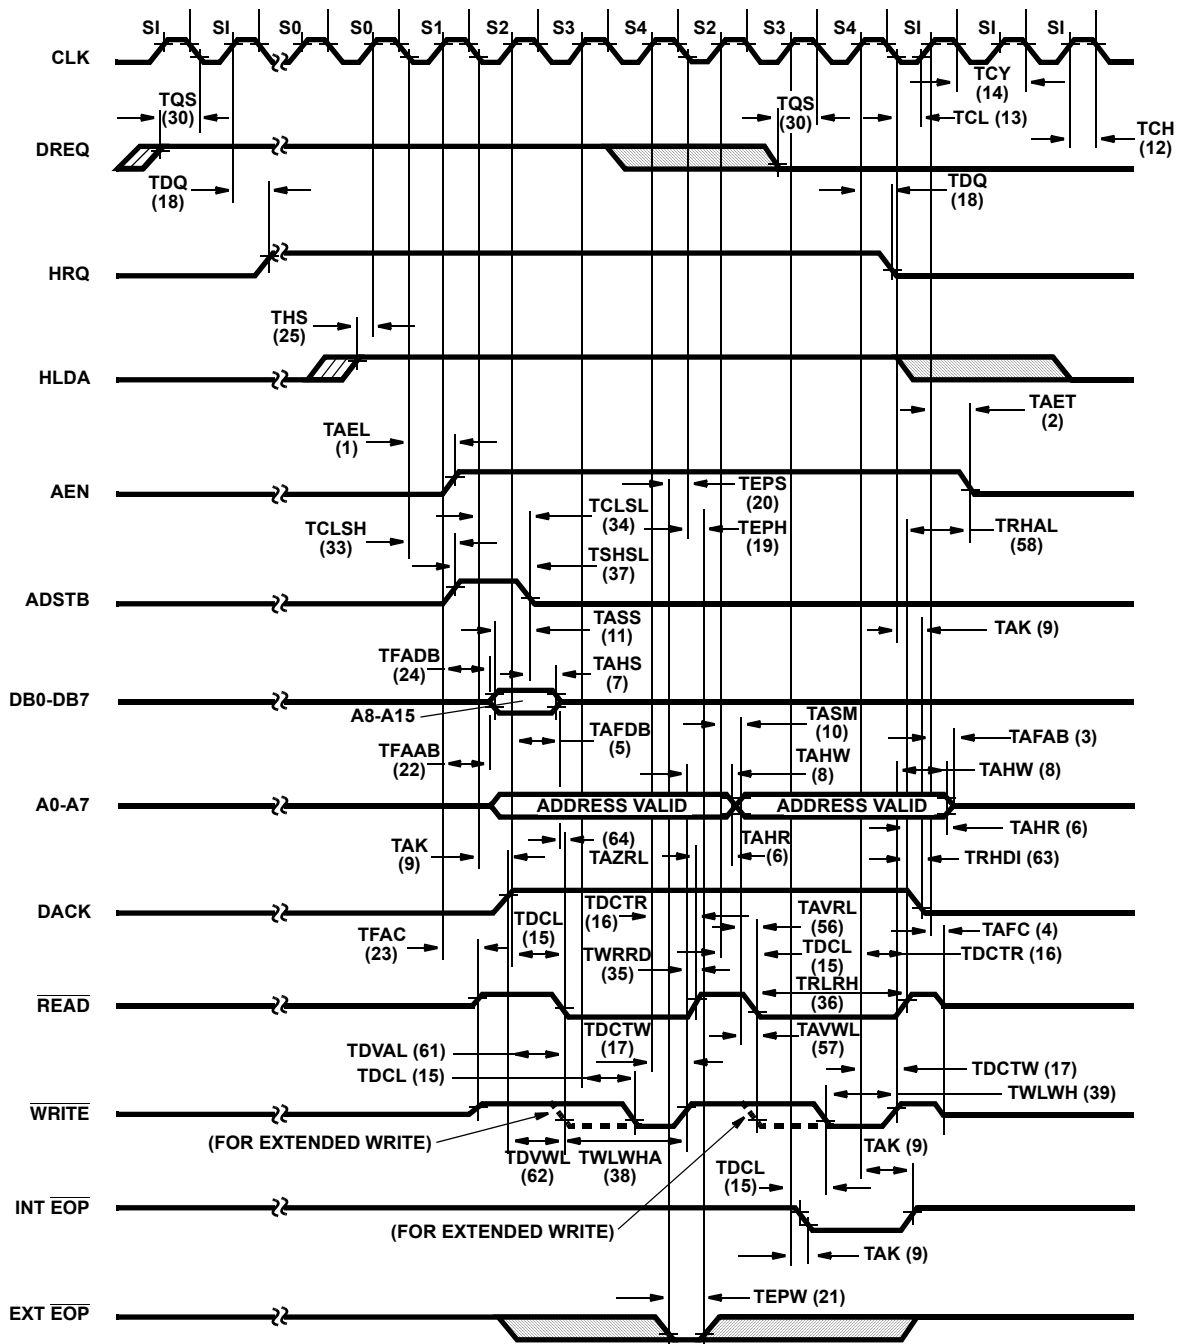 SI SI S0 S0 S1 S2 S3 S4 S2 S3 S4 SI SI SI
CLK
TQS (30)
TQS (30)
TCY (14)
TCL (13)
TCH (12)
DREQ
TDQ (18)
TDQ (18)
HRQ
THS (25)
HLDA
TAEL (1)
TAET (2)
AEN
TEPS (20)
TCLSH (33)
TCLSL (34)
TEPH (19)
TRHAL (58)
TSHSL (37)
ADSTB
TASS (11)
TAK (9)
TFADB (24)
TAHS (7)
DB0-DB7
A8-A15
TAFDB (5)
TASM (10)
TAFAB (3)
TFAAB (22)
TAHW (8)
TAHW (8)
A0-A7
ADDRESS VALID
ADDRESS VALID
TAHR (6)
TAK (9)
(64) TAZRL
TAHR (6)
TRHDI (63)
DACK
TDCTR (16)
TAVRL (56)
TAFC (4)
TFAC (23)
TDCL (15)
TWRRD (35)
TDCL (15)
TDCTR (16)
READ
TRLRH (36)
TDVAL (61)
TDCTW (17)
TAVWL (57)
TDCL (15)
TDCTW (17)
TWLWH (39)
WRITE
(FOR EXTENDED WRITE)
TDVWL (62)
TWLWHA (38)
TDCL (15)
TAK (9)
INT EOP
(FOR EXTENDED WRITE)
TAK (9)
TEPW (21)
EXT EOP